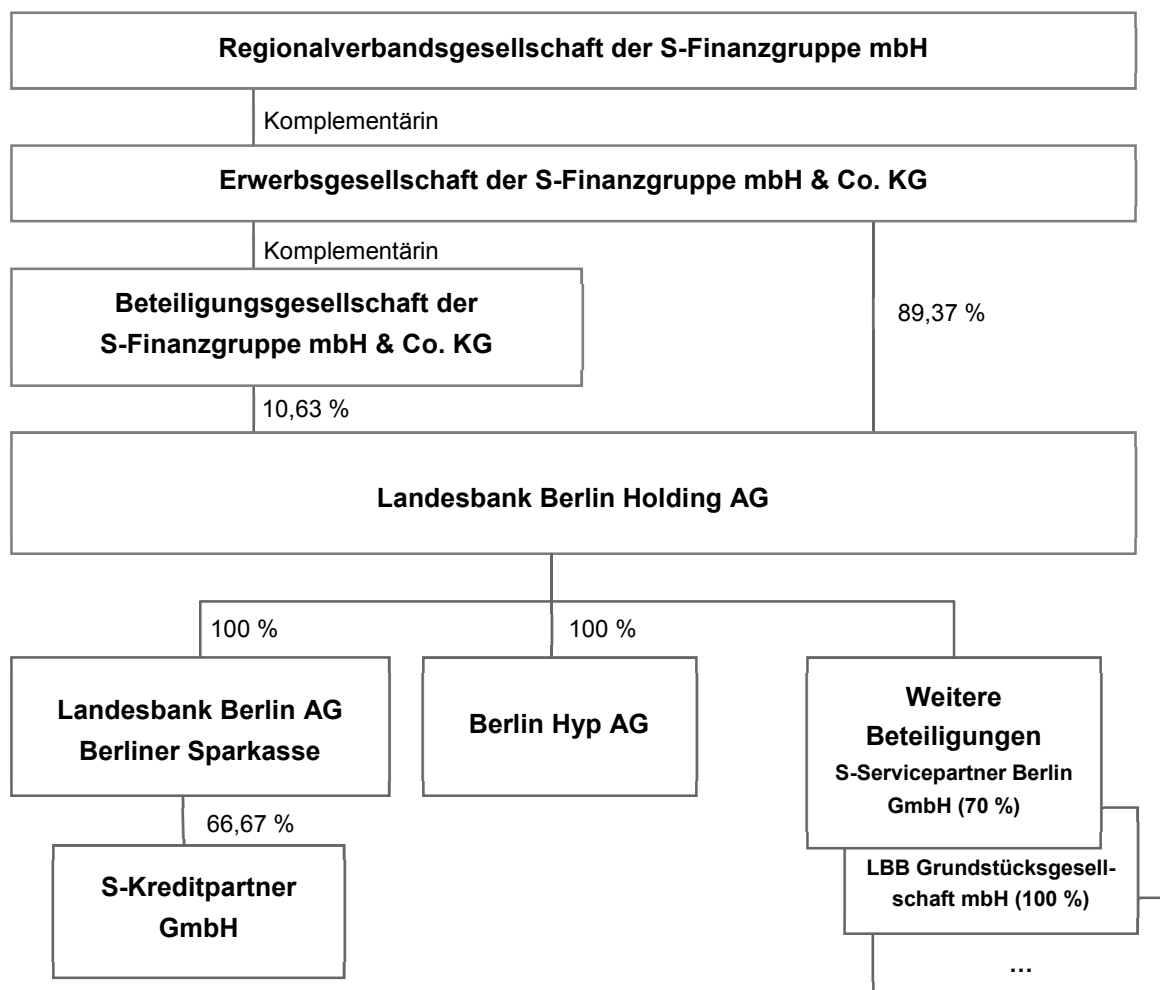 Regionalverbandsgesellschaft der S-Finanzgruppe mbH
Komplementärin
Erwerbsgesellschaft der S-Finanzgruppe mbH & Co. KG
Komplementärin
Beteiligungsgesellschaft der
S-Finanzgruppe mbH & Co. KG
89,37 %
10,63 %
Landesbank Berlin Holding AG
100 %
100 %
Landesbank Berlin AG
Berliner Sparkasse
Berlin Hyp AG
Weitere
Beteiligungen
S-Servicepartner Berlin
GmbH (70 %)
66,67 %
S-Kreditpartner
GmbH
LBB Grundstücksgesell-
schaft mbH (100 %)
...